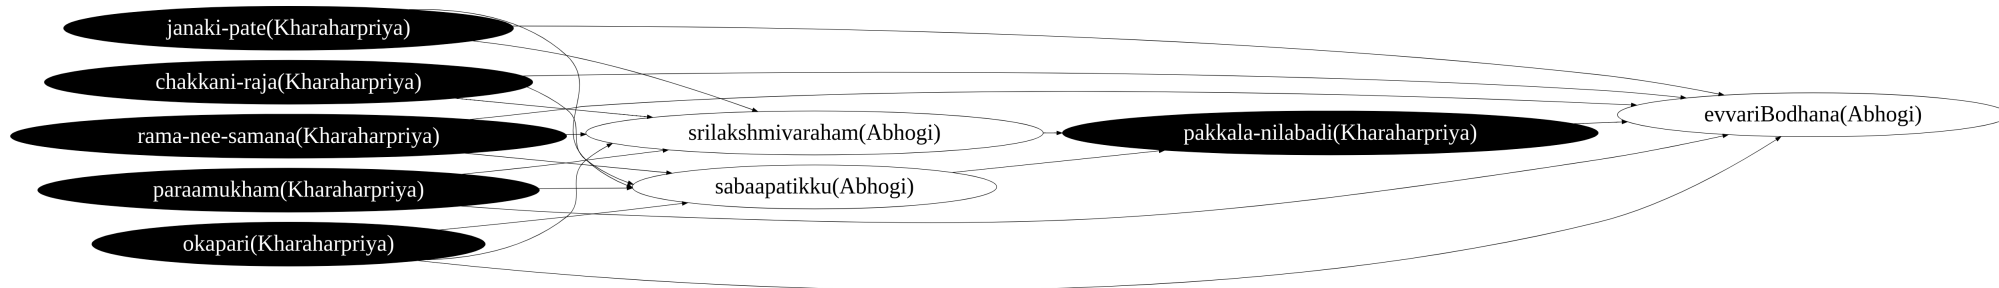 janaki-pate(Kharaharpriya)
chakkani-raja(Kharaharpriya)
rama-nee-samana(Kharaharpriya)
paraamukham(Kharaharpriya)
okapari(Kharaharpriya)
srilakshmivaraham(Abhogi)
sabaapatikku(Abhogi)
pakkala-nilabadi(Kharaharpriya)
evvariBodhana(Abhogi)